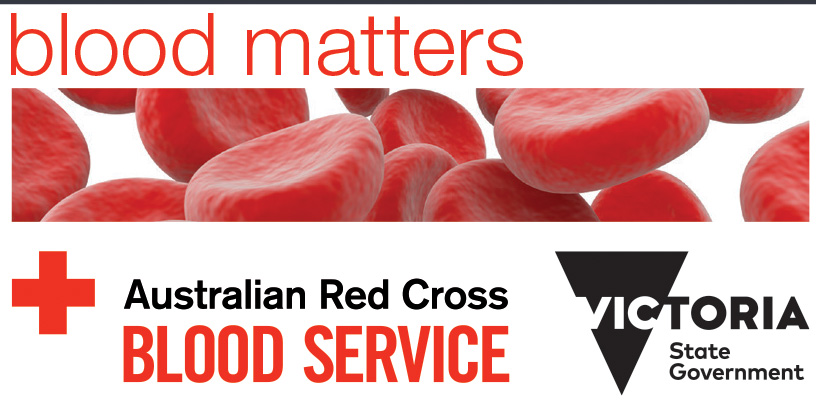 blood matters
Australian Red Cross
BLOOD SERVICE
VICTORIA
State
Government